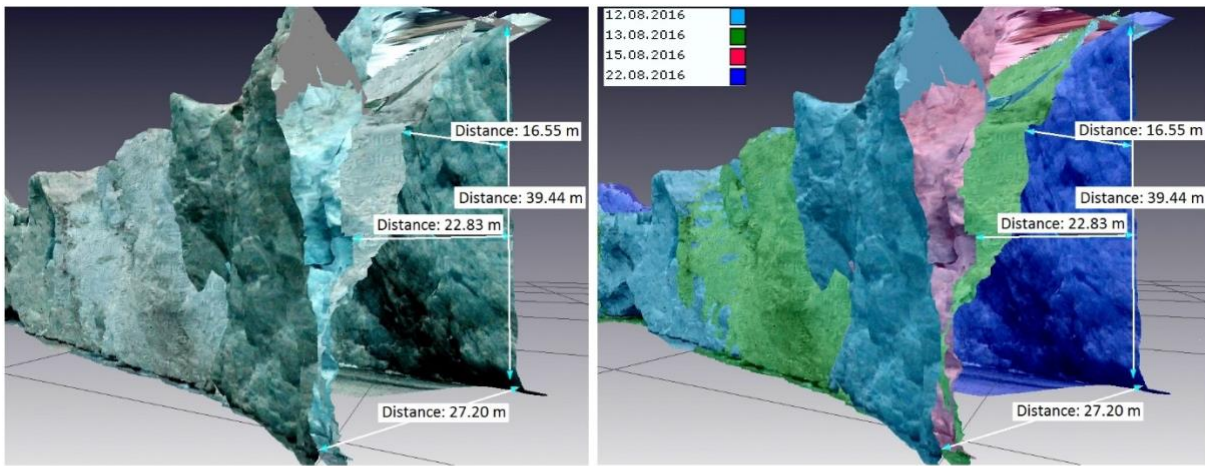 Distance: 16.55 m
Distance: 39.44 m
Distance: 22.83 m
Distance: 27.20 m
12.08.2016
13.08.2016
15.08.2016
22.08.2016
Distance: 16.55 m
Distance: 39.44 m
Distance: 22.83 m
Distance: 27.20 m